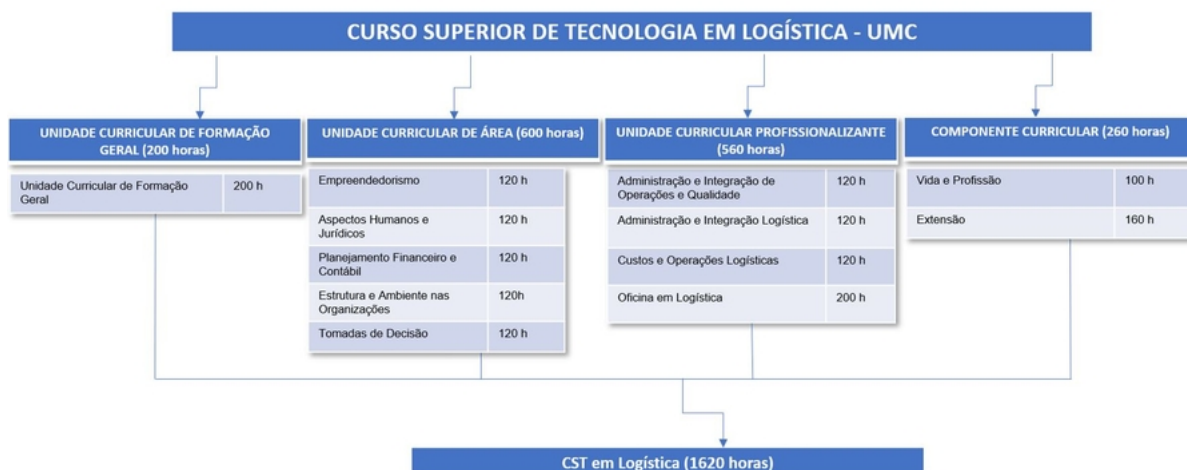 CURSO SUPERIOR DE TECNOLOGIA EM LOGÍSTICA - UMC
UNIDADE CURRICULAR DE FORMAÇÃO
GERAL (200 horas)
Unidade Curricular de Formação
Geral
200 h
UNIDADE CURRICULAR DE ÁREA (600 horas)
Empreendedorismo
120 h
Aspectos Humanos e
Jurídicos
120 h
Planejamento Financeiro e
Contábil
120 h
Estrutura e Ambiente nas
Organizações
120h
Tomadas de Decisão
120 h
UNIDADE CURRICULAR PROFISSIONALIZANTE
(560 horas)
Administração e Integração de
Operações e Qualidade
120 h
Administração e Integração Logística
120 h
Custos e Operações Logísticas
120 h
Oficina em Logística
200 h
COMPONENTE CURRICULAR (260 horas)
Vida e Profissão
100 h
Extensão
160 h
CST em Logística (1620 horas)